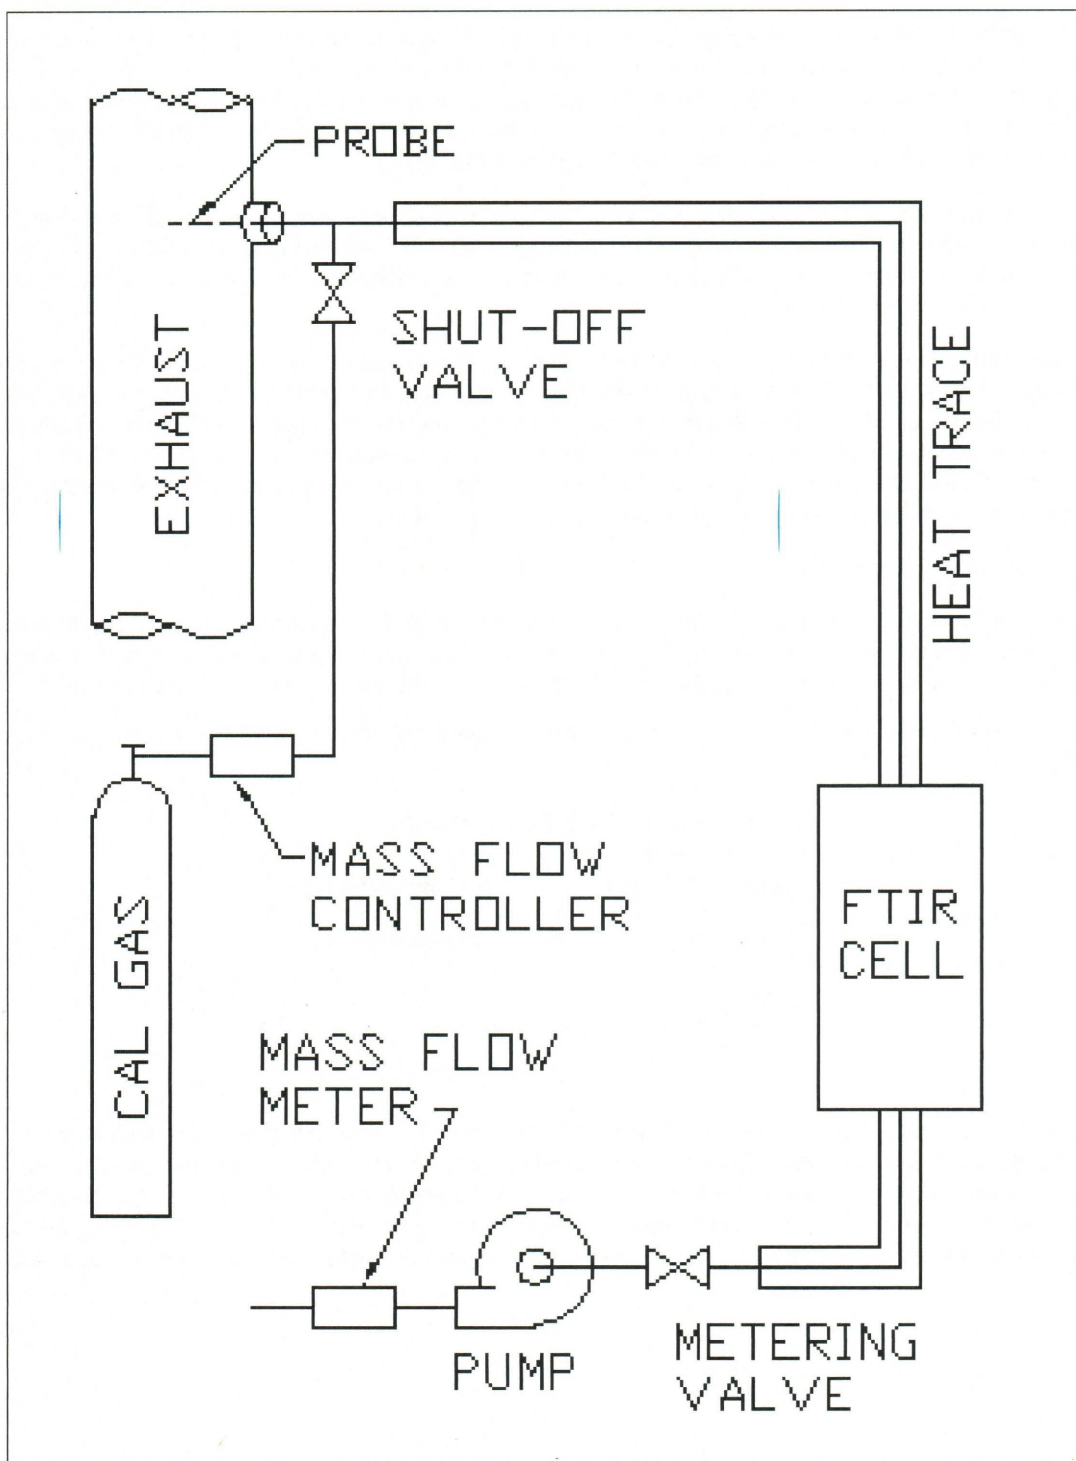 PROBE
SHUT-OFF
VALVE
EXHAUST
HEAT TRACE
MASS FLOW
CONTROLLER
CAL GAS
FTIR
CELL
MASS FLOW
METER
PUMP
METERING
VALVE